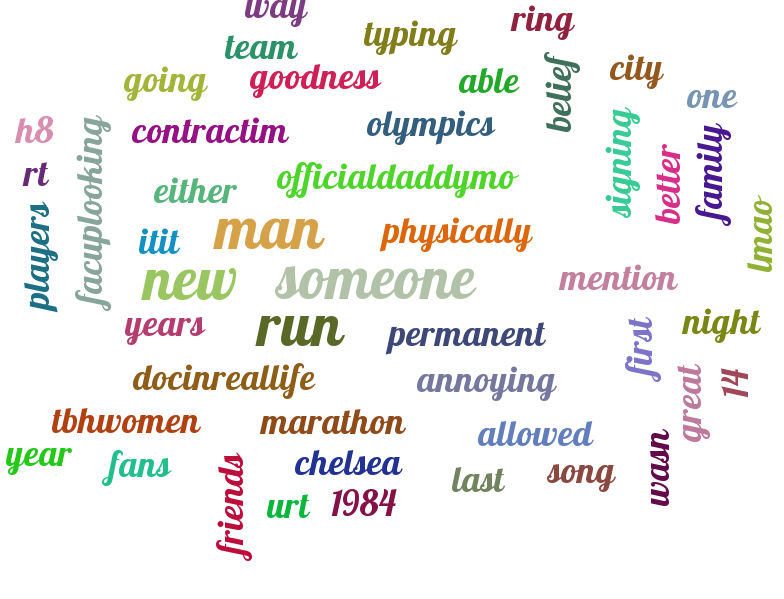 way
ring
team
typing
going
goodness
able
belief
city
one
h8
contractim
olympics
signing
better
family
rt
facuplooking
either
officialdaddymo
players
itit
man
physically
lmao
new
someone
mention
years
run
permanent
first
night
docinreallife
annoying
great
14
tbhwomen
marathon
allowed
wasn
year
fans
friends
chelsea
last
song
urt
1984